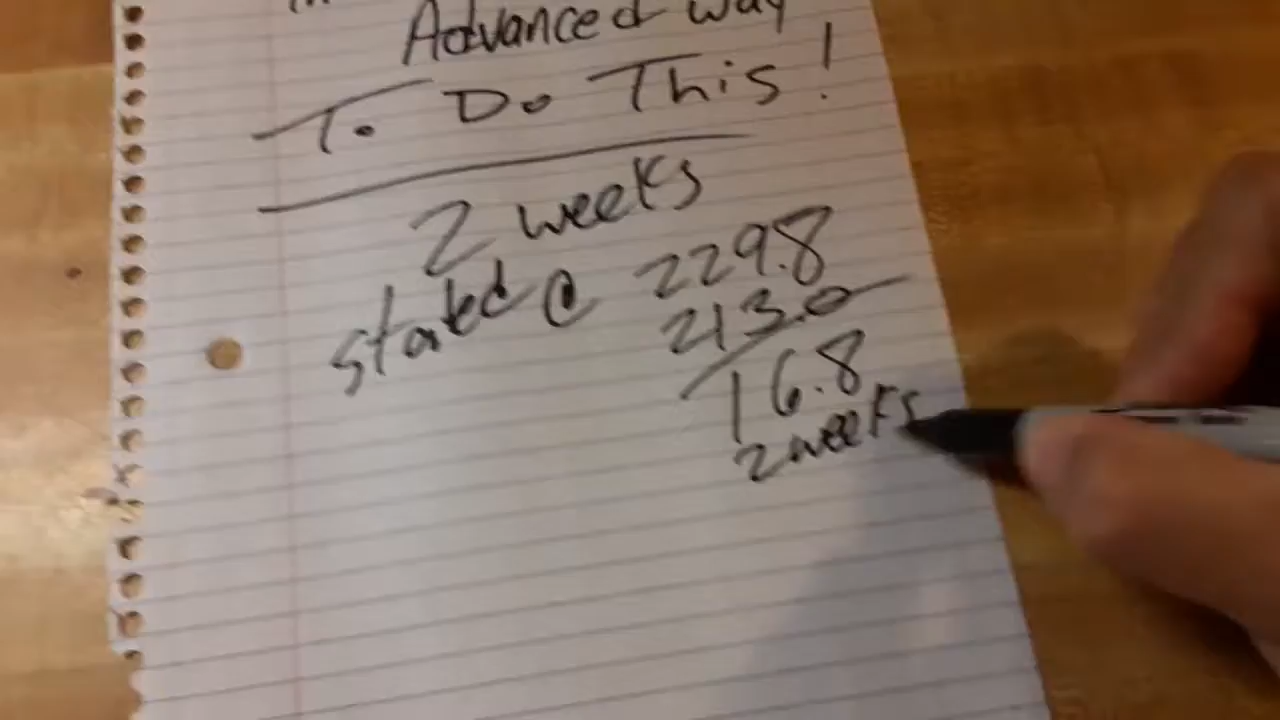 Advanced Way
To Do This!
2 weeks
started @ 229.8
213.0
16.8
2 weeks